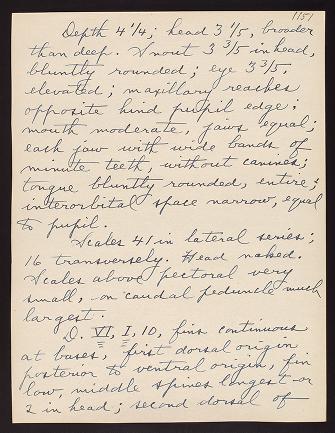 1151
Depth 4 1/4; head 3 1/5, broader
than deep. Snout 3 3/5 in head,
bluntly rounded; eye 3 3/5,
elevated; maxillary reaches
opposite hind pupil edge;
mouth moderate, jaws equal;
each jaw with wide bands of
minute teeth, without canines;
tongue bluntly rounded, entire;
interorbital space narrow, equal
to pupil.
Scales 41 in lateral series;
16 transversely. Head naked.
Scales above pectoral very
small, on caudal peduncle much
largest.
D. VI, I, 10, fins continuous
at bases, first dorsal origin
posterior to ventral origin, fin
low, middle spines longest or
2 in head; second dorsal of